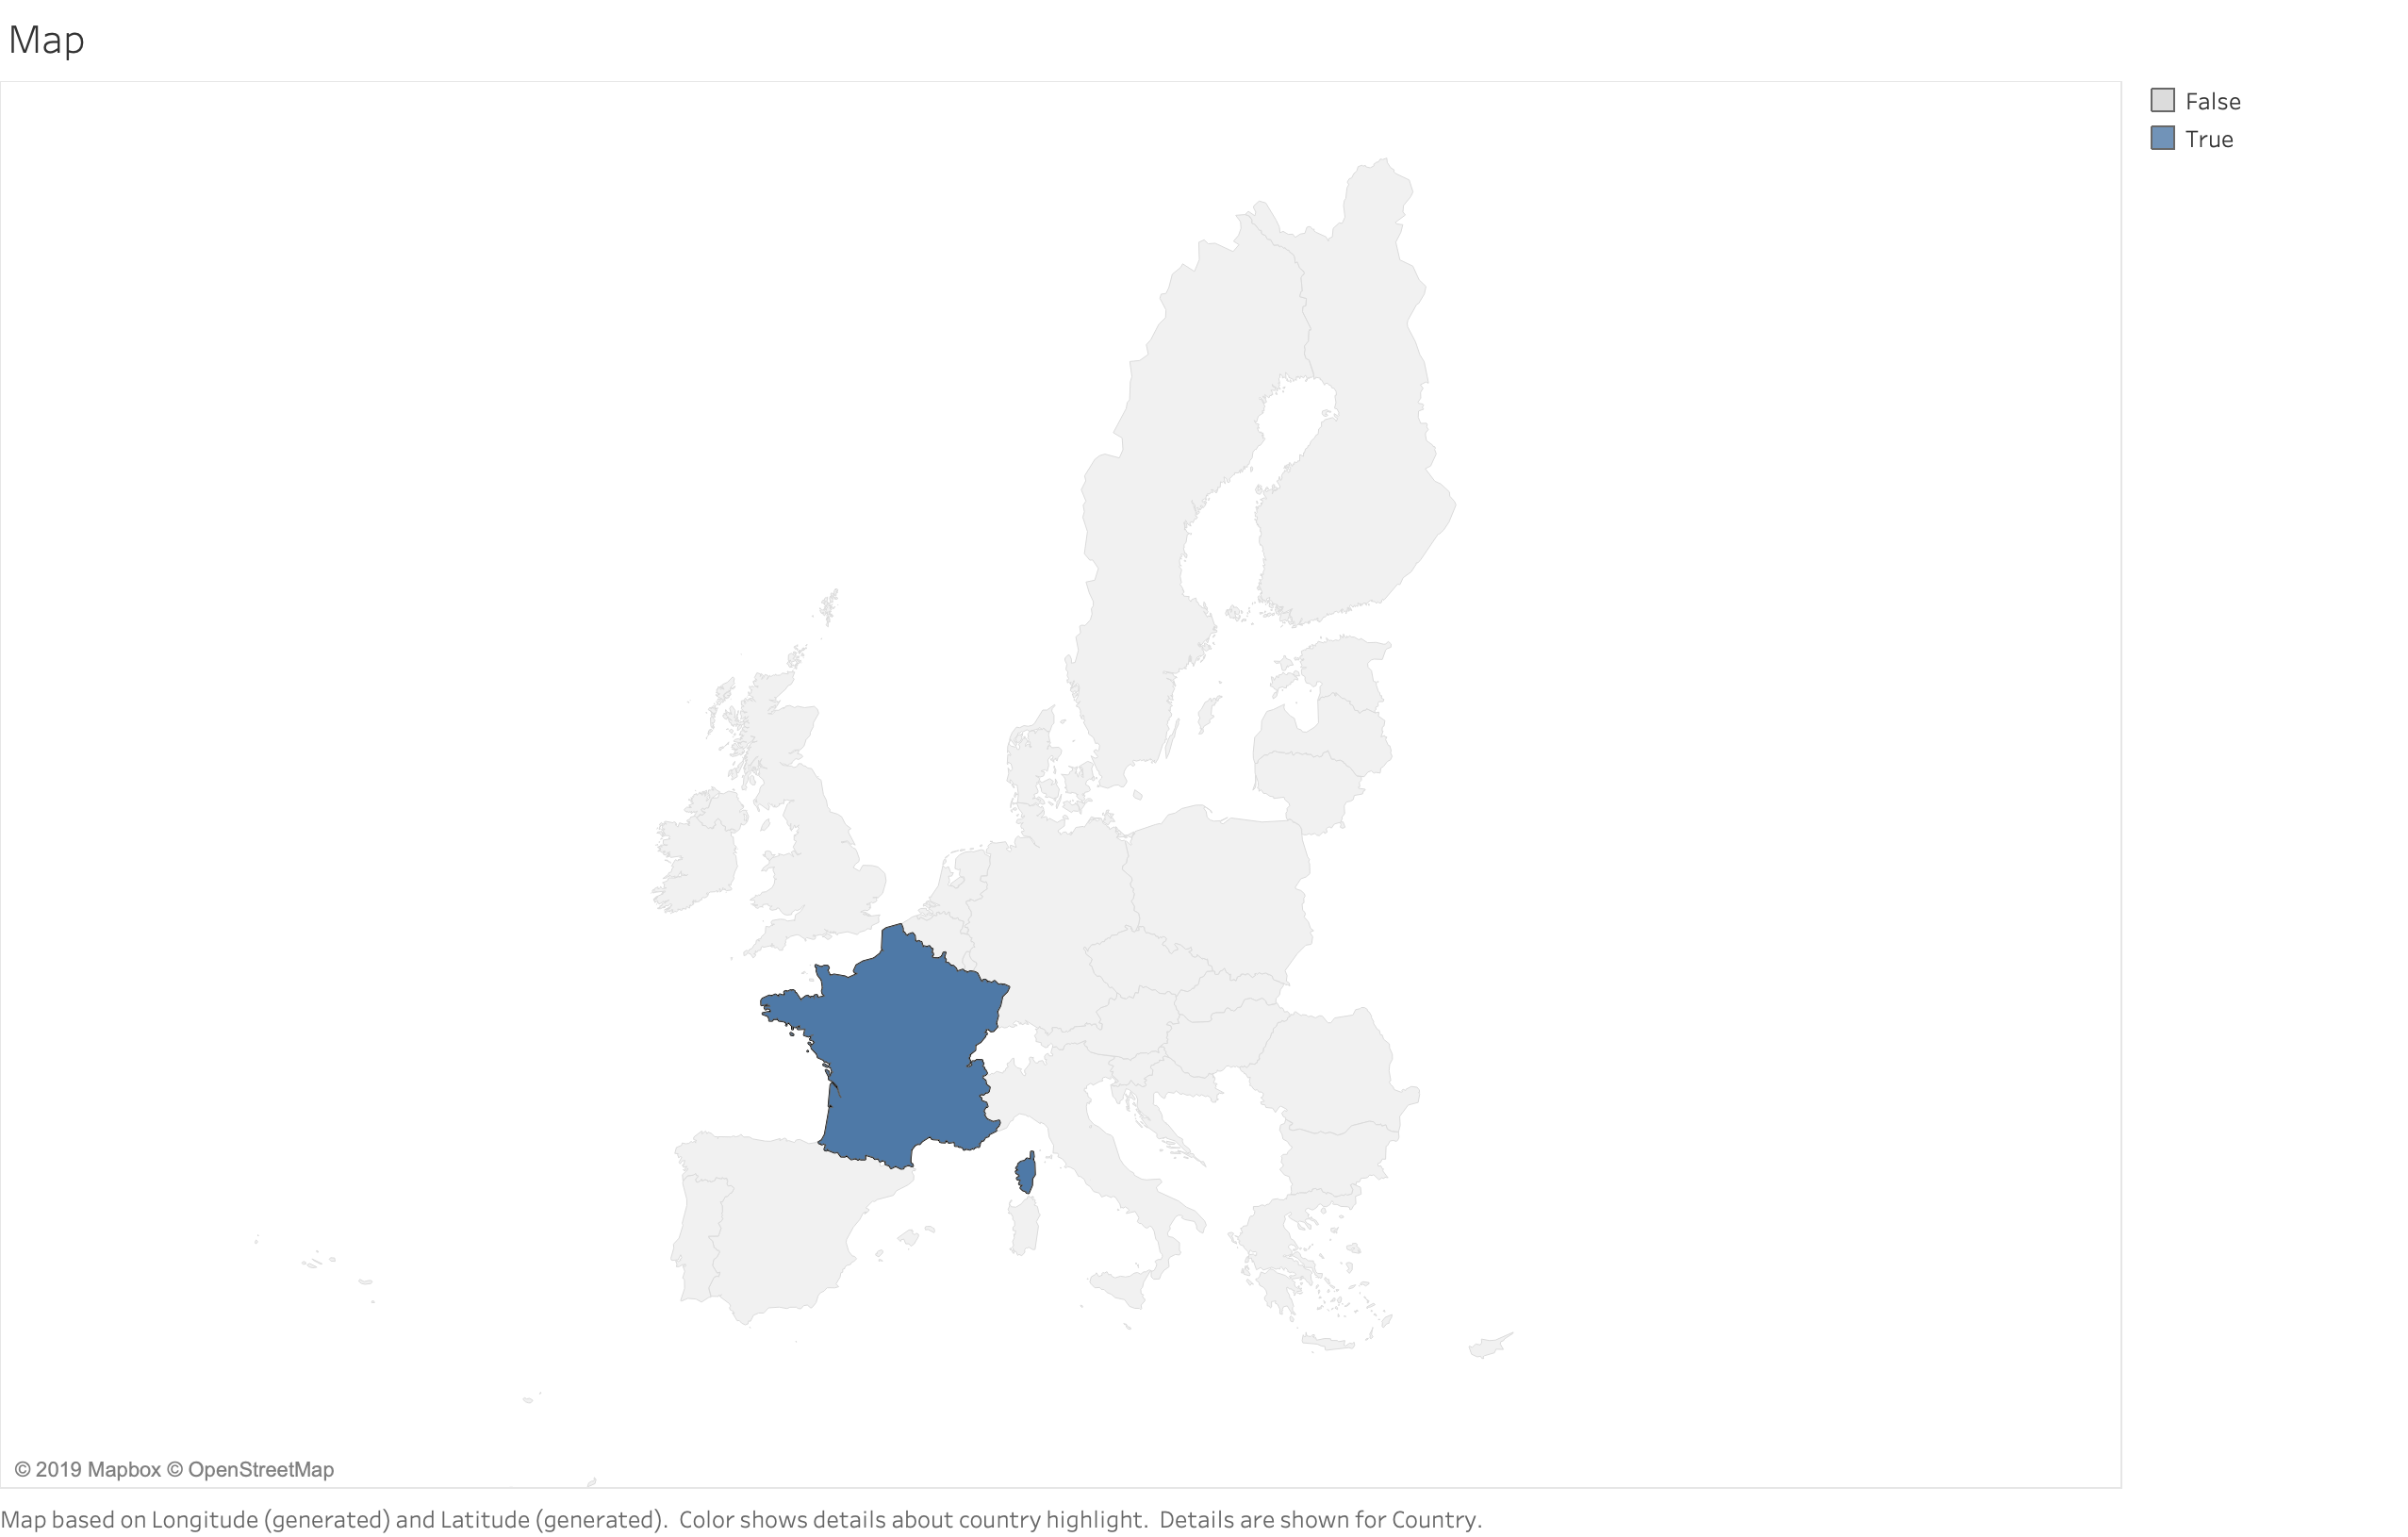 Map
False
True
© 2019 Mapbox © OpenStreetMap
Map based on Longitude (generated) and Latitude (generated).  Color shows details about country highlight.  Details are shown for Country.